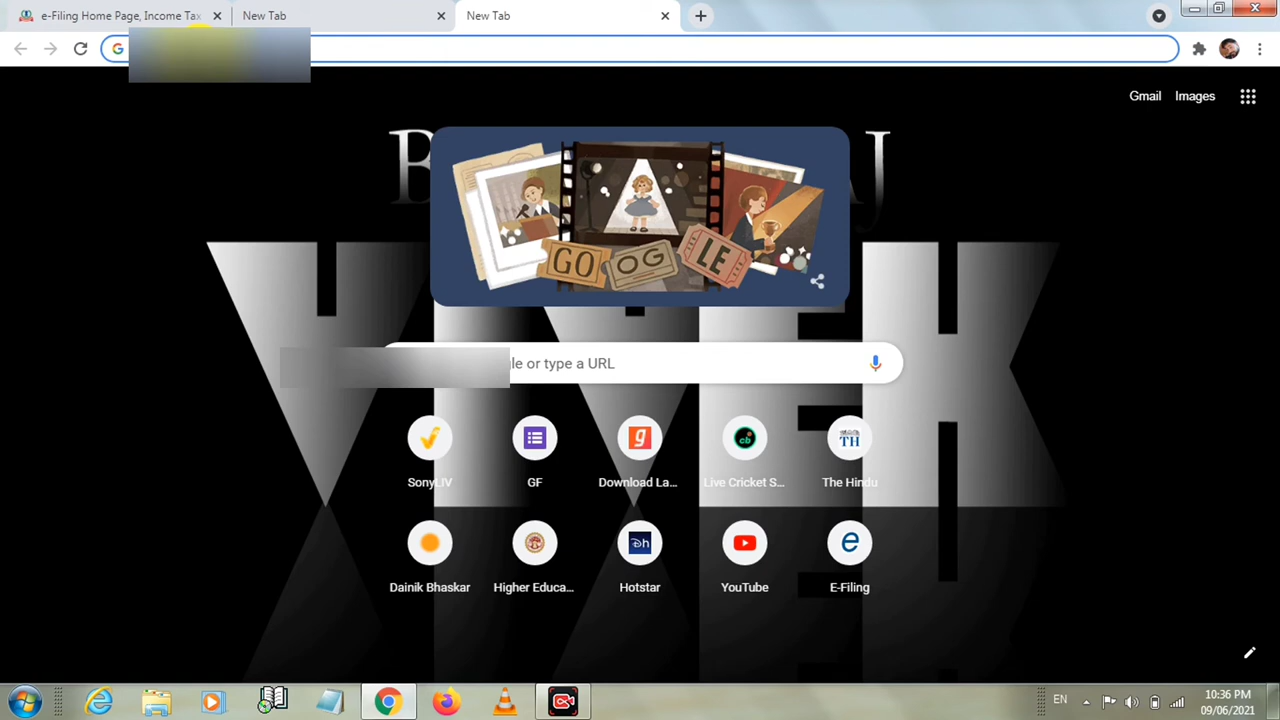 e-Filing Home Page, Income Tax
New Tab
New Tab
Gmail
Images
GO OG LE
le or type a URL
SonyLIV
GF
Download La...
Live Cricket S...
The Hindu
Dainik Bhaskar
Higher Educa...
Hotstar
YouTube
E-Filing
EN
10:36 PM
09/06/2021